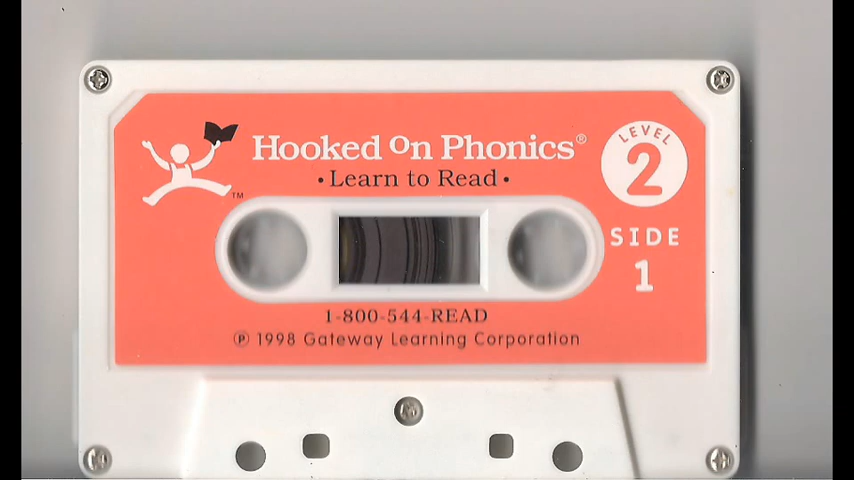 Hooked on Phonics®
• Learn to Read •
LEVEL
2
TM
SIDE
1
1-800-544-READ
℗ 1998 Gateway Learning Corporation